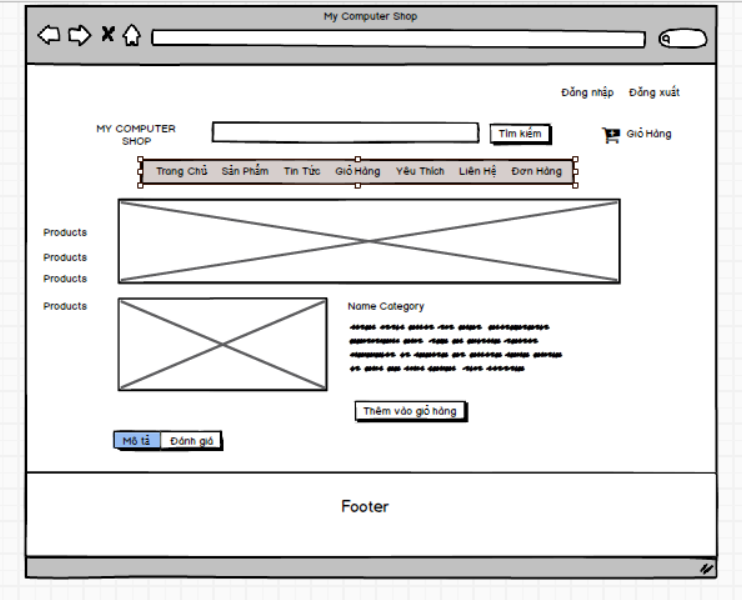 My Computer Shop
Đăng nhập Đăng xuất
MY COMPUTER
SHOP
Tìm kiếm
Giỏ Hàng
Trang Chủ Sản Phẩm Tin Tức Giỏ Hàng Yêu Thích Liên Hệ Đơn Hàng
Products
Products
Products
Products
Name Category
Thêm vào giỏ hàng
Mô tả Đánh giá
Footer